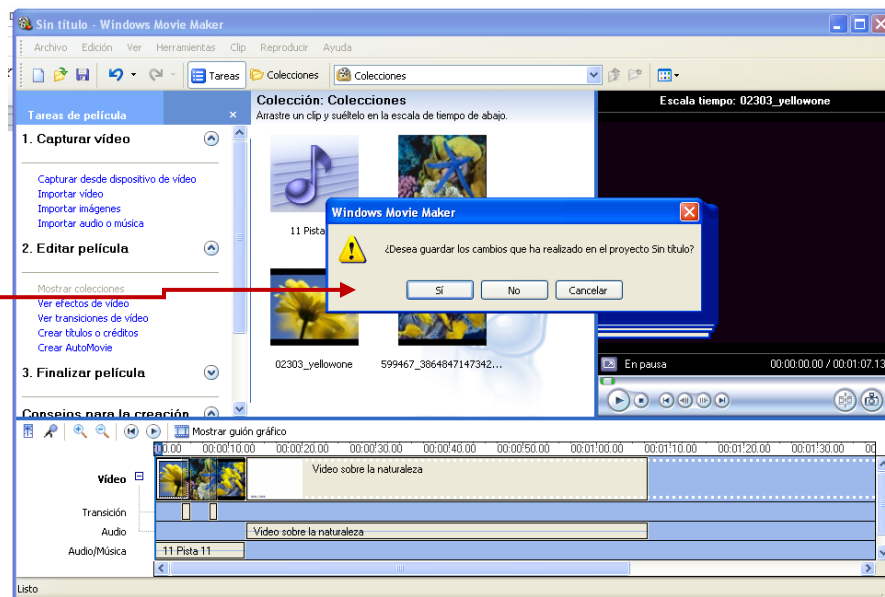 Sin título - Windows Movie Maker
Archivo Edición Ver Herramientas Clip Reproducir Ayuda
Tareas Colecciones Colecciones
Tareas de película
Colección: Colecciones
Arrastre un clip y suéltelo en la escala de tiempo de abajo.
Escala tiempo: 02303_yellowone
1. Capturar vídeo
Capturar desde dispositivo de vídeo
Importar vídeo
Importar imágenes
Importar audio o música
2. Editar película
Mostrar colecciones
Ver efectos de vídeo
Ver transiciones de vídeo
Crear títulos o créditos
Crear AutoMovie
3. Finalizar película
Consejos para la creación
11 Pista
Windows Movie Maker
¿Desea guardar los cambios que ha realizado en el proyecto Sin título?
Sí No Cancelar
02303_yellowone
599467_3864847147342...
En pausa
00:00:00.00 / 00:01:07.13
Mostrar guión gráfico
0.00 00:00:10.00 00:00:20.00 00:00:30.00 00:00:40.00 00:00:50.00 00:01:00.00 00:01:10.00 00:01:20.00 00:01:30.00 00
Vídeo
Video sobre la naturaleza
Transición
Audio
Video sobre la naturaleza
Audio/Música
11 Pista 11
Listo